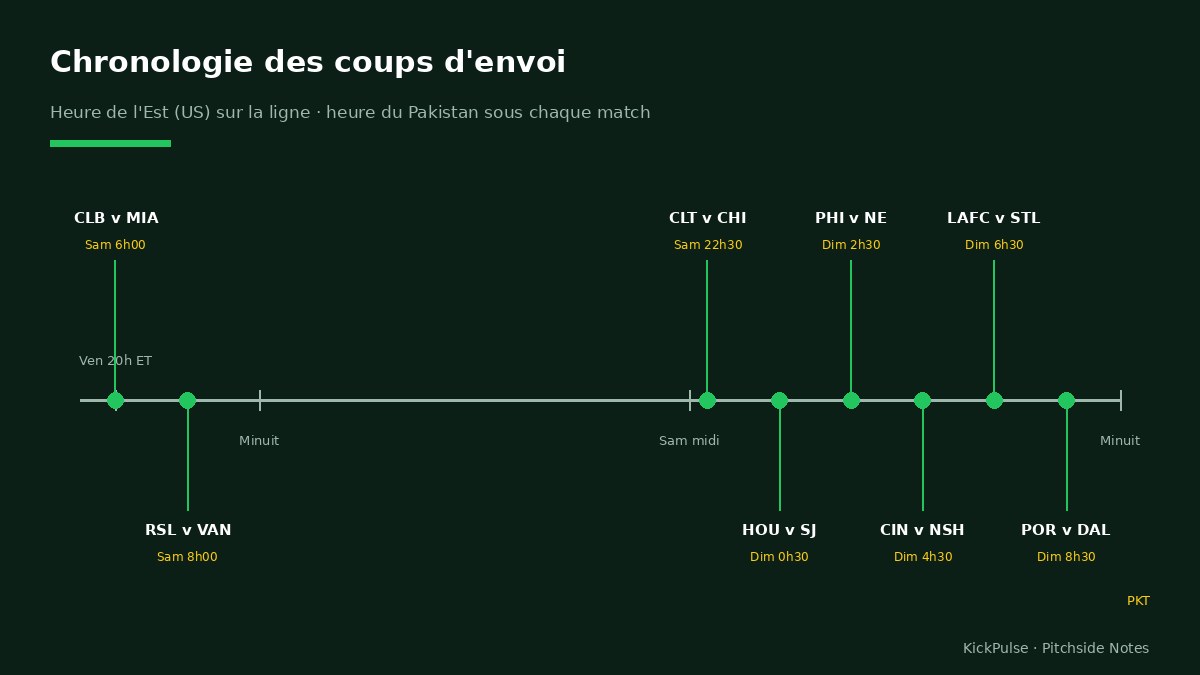 Chronologie des coups d'envoi
Heure de l'Est (US) sur la ligne · heure du Pakistan sous chaque match
CLB v MIA
Sam 6h00
CLT v CHI
Sam 22h30
PHI v NE
Dim 2h30
LAFC v STL
Dim 6h30
Ven 20h ET
Minuit
Sam midi
Minuit
RSL v VAN
Sam 8h00
HOU v SJ
Dim 0h30
CIN v NSH
Dim 4h30
POR v DAL
Dim 8h30
PKT
KickPulse · Pitchside Notes